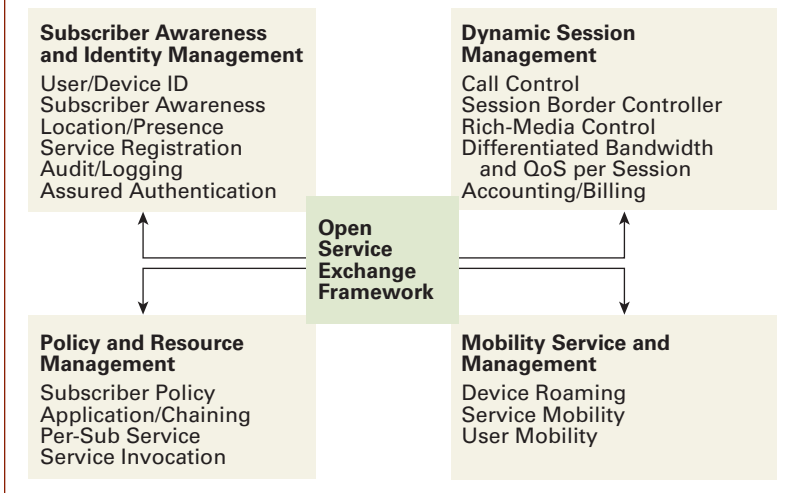 Subscriber Awareness
and Identity Management
User/Device ID
Subscriber Awareness
Location/Presence
Service Registration
Audit/Logging
Assured Authentication
Dynamic Session
Management
Call Control
Session Border Controller
Rich-Media Control
Differentiated Bandwidth
and QoS per Session
Accounting/Billing
Open
Service
Exchange
Framework
Policy and Resource
Management
Subscriber Policy
Application/Chaining
Per-Sub Service
Service Invocation
Mobility Service and
Management
Device Roaming
Service Mobility
User Mobility